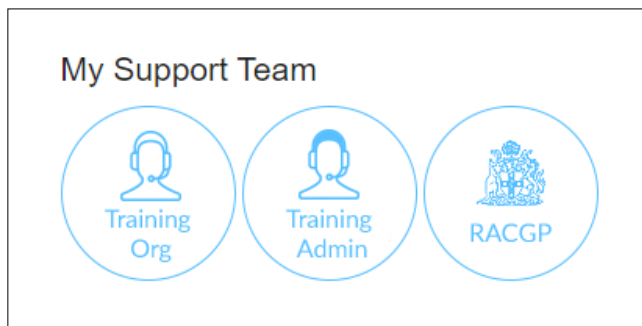 My Support Team
Training
Org
Training
Admin
RACGP